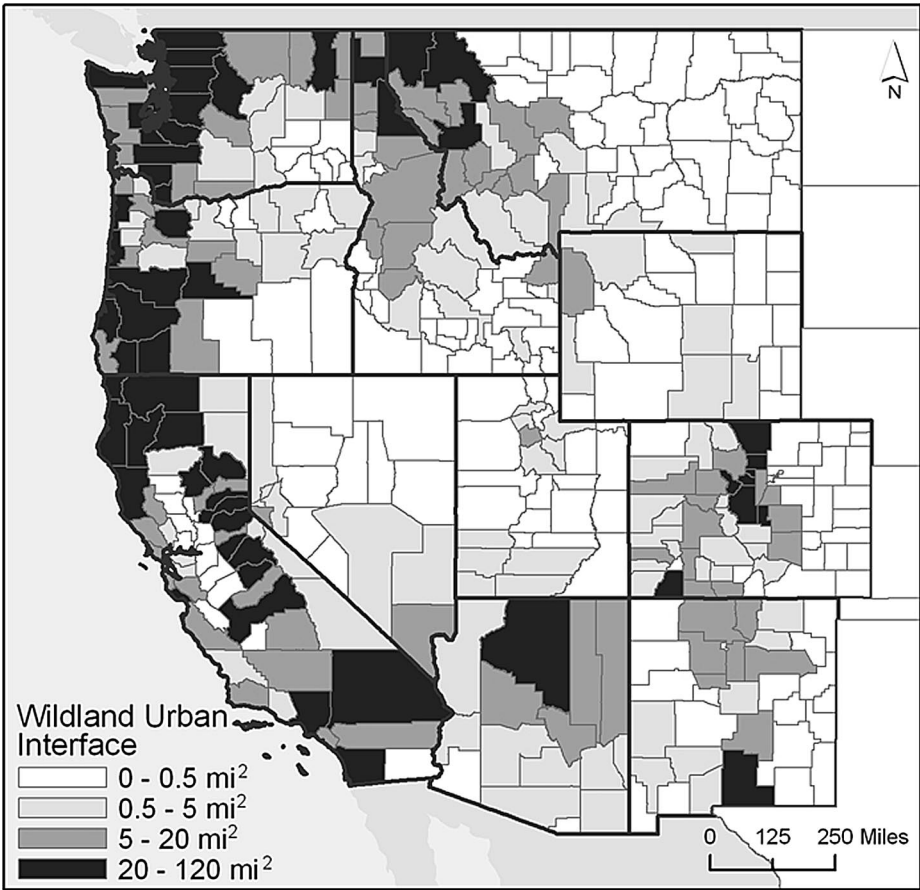 N
Wildland Urban
Interface
0 - 0.5 mi²
0.5 - 5 mi²
5 - 20 mi²
20 - 120 mi²
0 125 250 Miles